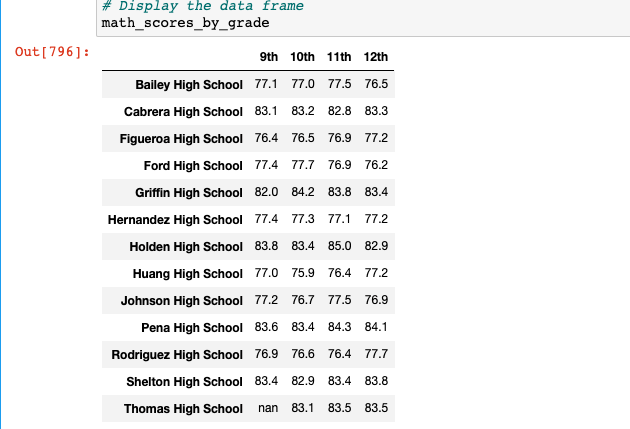 # Display the data frame
math_scores_by_grade
Out[796]:
9th 10th 11th 12th
Bailey High School 77.1 77.0 77.5 76.5
Cabrera High School 83.1 83.2 82.8 83.3
Figueroa High School 76.4 76.5 76.9 77.2
Ford High School 77.4 77.7 76.9 76.2
Griffin High School 82.0 84.2 83.8 83.4
Hernandez High School 77.4 77.3 77.1 77.2
Holden High School 83.8 83.4 85.0 82.9
Huang High School 77.0 75.9 76.4 77.2
Johnson High School 77.2 76.7 77.5 76.9
Pena High School 83.6 83.4 84.3 84.1
Rodriguez High School 76.9 76.6 76.4 77.7
Shelton High School 83.4 82.9 83.4 83.8
Thomas High School nan 83.1 83.5 83.5